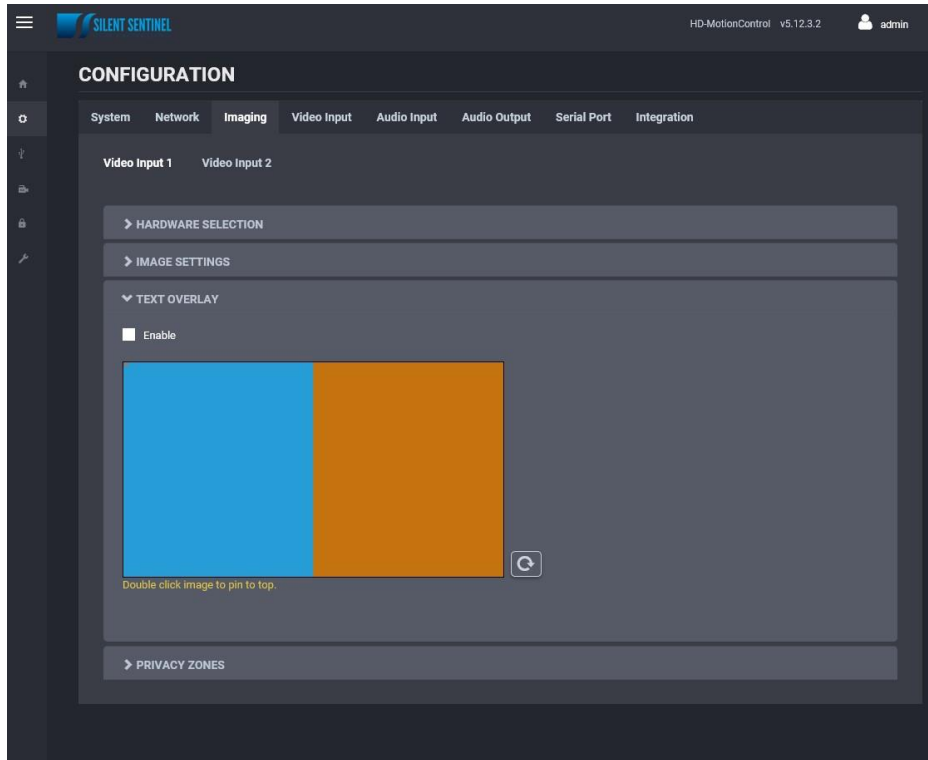 SILENT SENTINEL
HD-MotionControl v5.12.3.2
admin
CONFIGURATION
System Network Imaging Video Input Audio Input Audio Output Serial Port Integration
Video Input 1 Video Input 2
HARDWARE SELECTION
IMAGE SETTINGS
TEXT OVERLAY
Enable
Double click image to pin to top.
PRIVACY ZONES